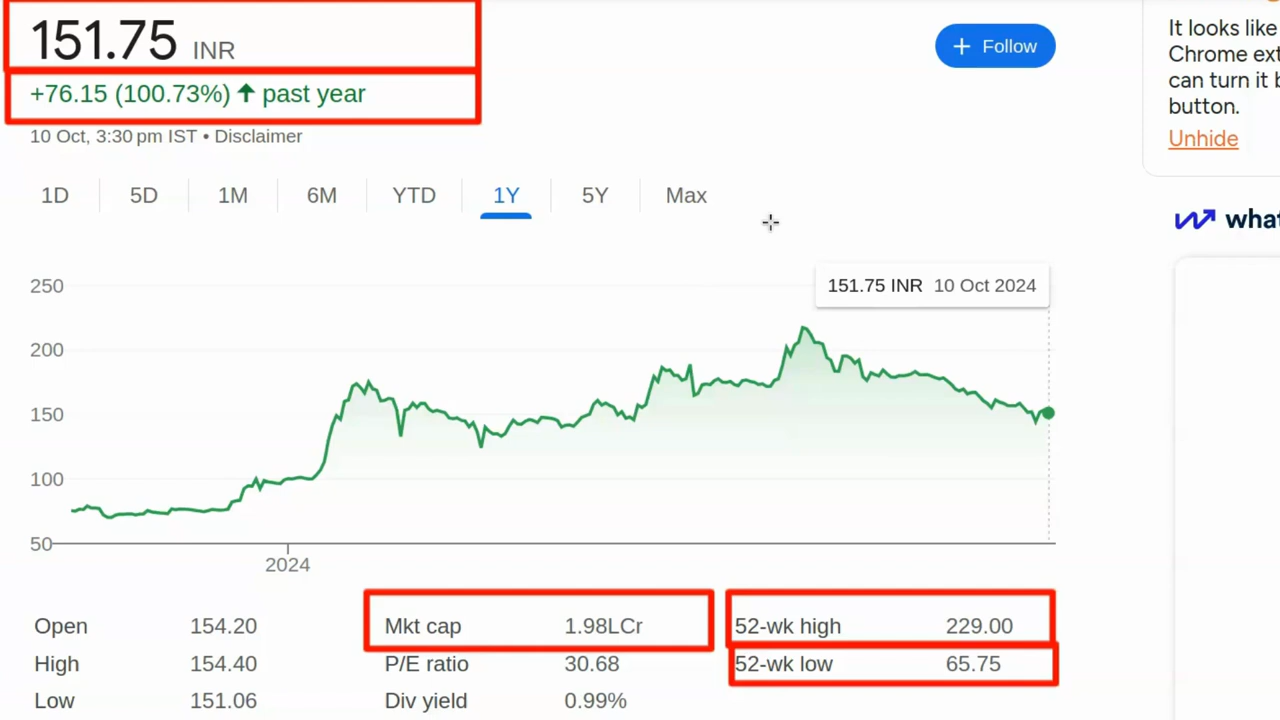 151.75 INR
+ Follow
+76.15 (100.73%) ↑ past year
10 Oct, 3:30 pm IST • Disclaimer
1D 5D 1M 6M YTD 1Y 5Y Max
151.75 INR 10 Oct 2024
250
200
150
100
50
2024
Open 154.20 Mkt cap 1.98LCr 52-wk high 229.00
High 154.40 P/E ratio 30.68 52-wk low 65.75
Low 151.06 Div yield 0.99%
It looks like
Chrome ext
can turn it b
button.
Unhide
what